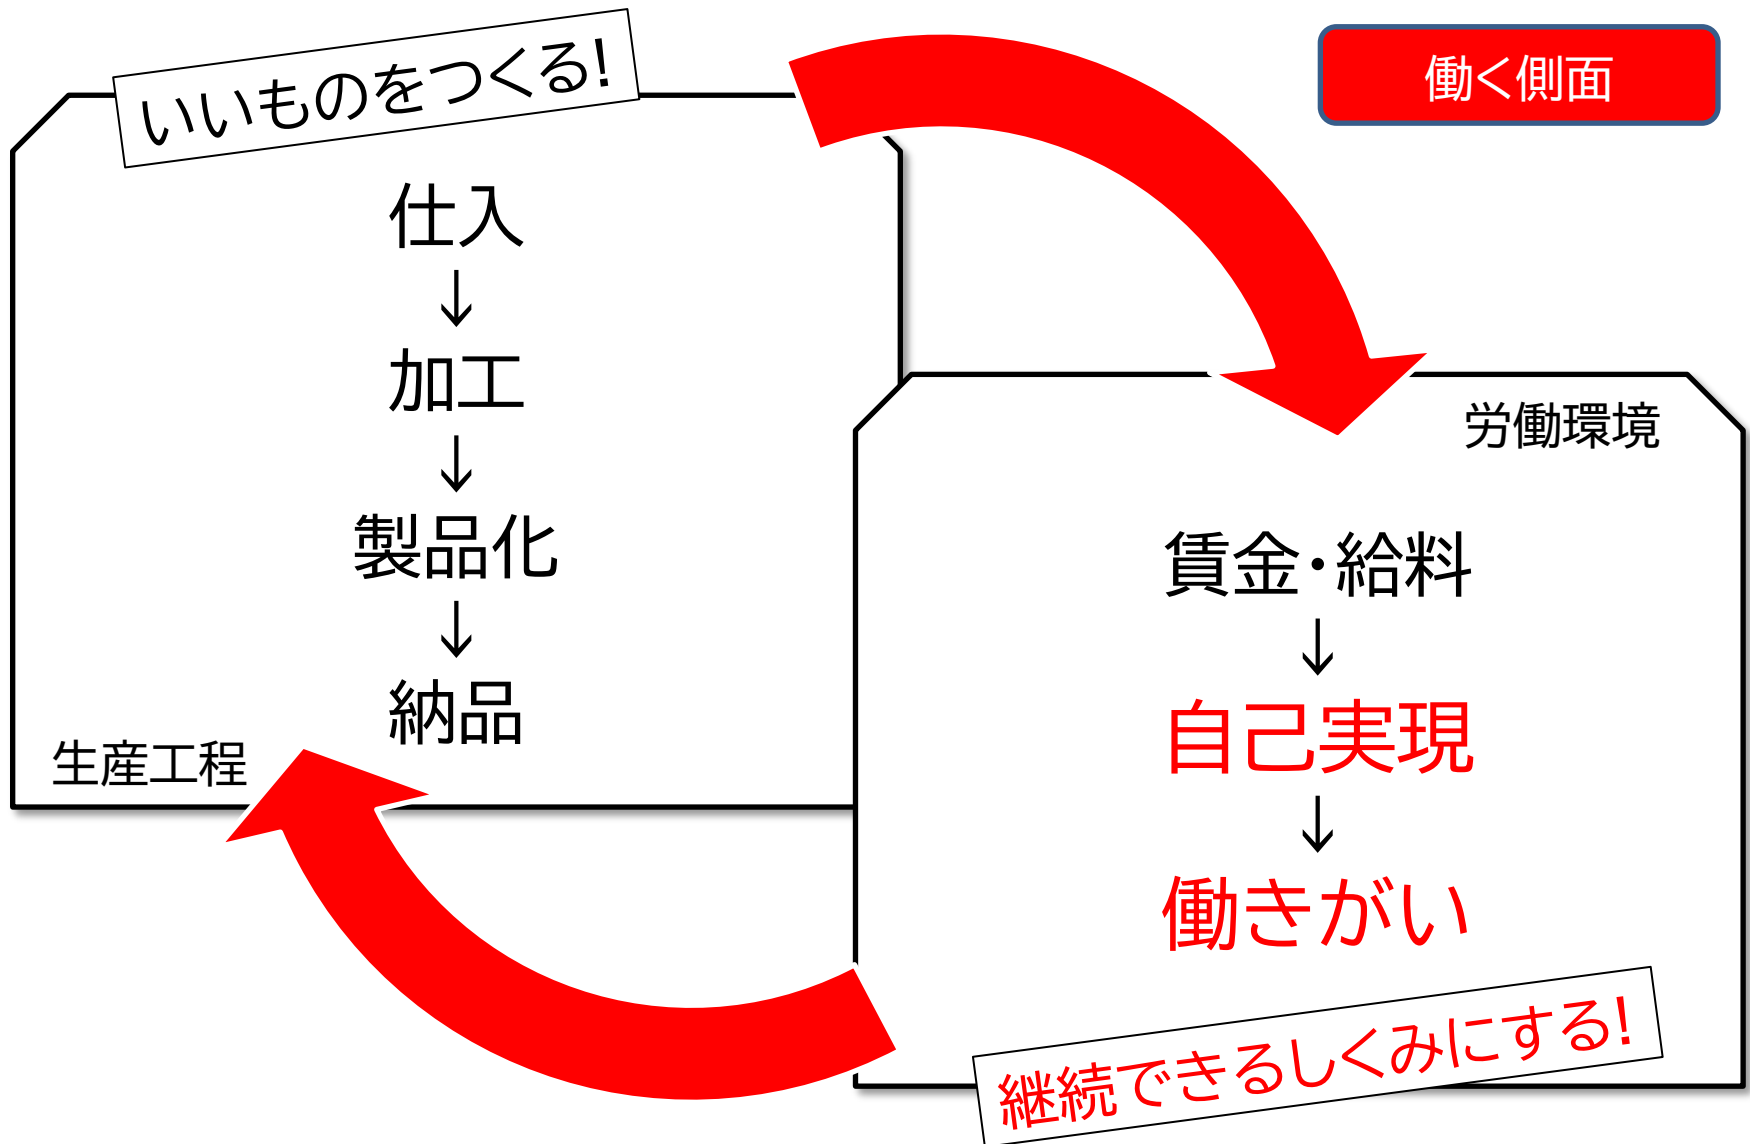 いいものをつくる!
働く側面
仕入
↓
加工
↓
製品化
↓
納品
生産工程
労働環境
賃金・給料
↓
自己実現
↓
働きがい
継続できるしくみにする!